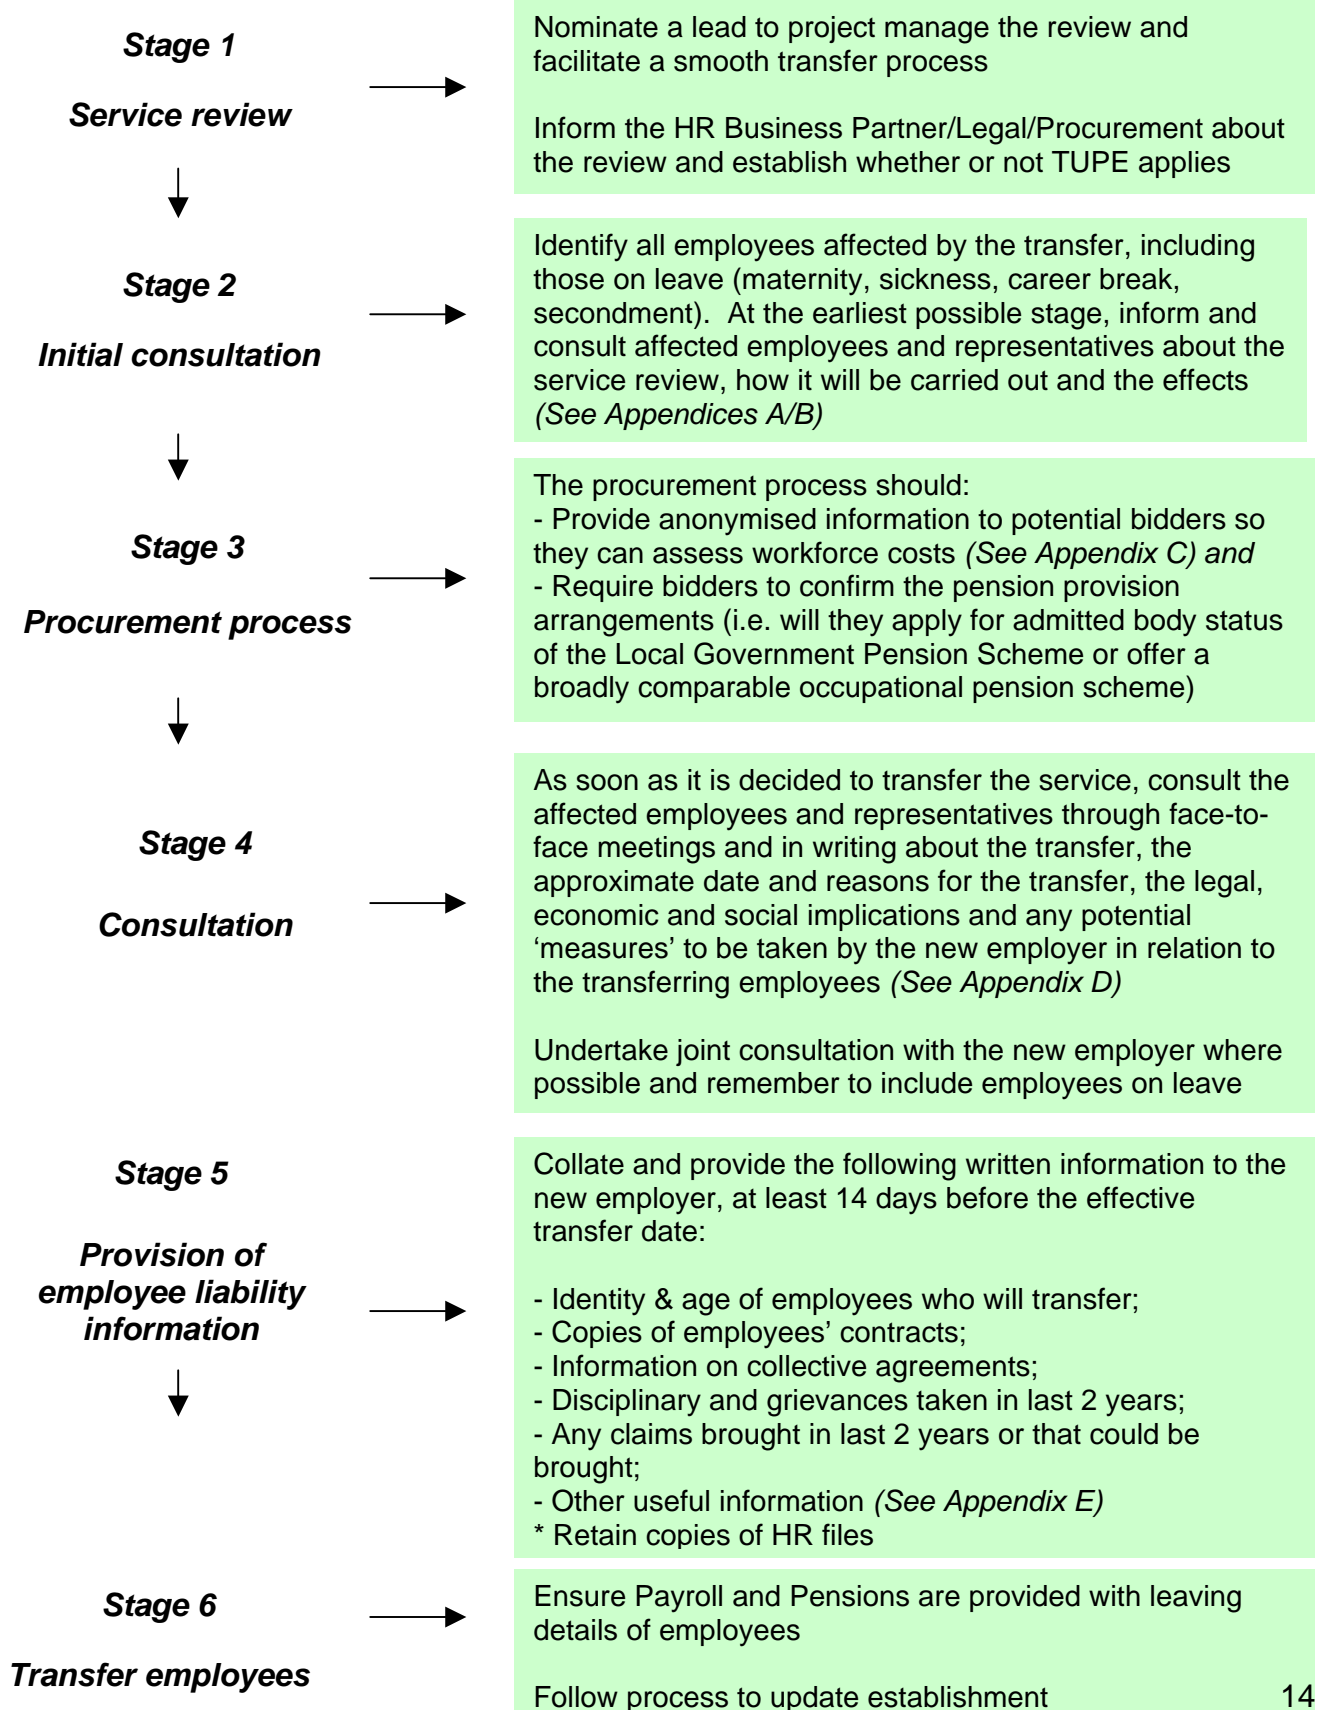 Stage 1
Service review
Nominate a lead to project manage the review and
facilitate a smooth transfer process
Inform the HR Business Partner/Legal/Procurement about
the review and establish whether or not TUPE applies
Stage 2
Initial consultation
Identify all employees affected by the transfer, including
those on leave (maternity, sickness, career break,
secondment).  At the earliest possible stage, inform and
consult affected employees and representatives about the
service review, how it will be carried out and the effects
(See Appendices A/B)
Stage 3
Procurement process
The procurement process should:
- Provide anonymised information to potential bidders so
they can assess workforce costs (See Appendix C) and
- Require bidders to confirm the pension provision
arrangements (i.e. will they apply for admitted body status
of the Local Government Pension Scheme or offer a
broadly comparable occupational pension scheme)
Stage 4
Consultation
As soon as it is decided to transfer the service, consult the
affected employees and representatives through face-to-
face meetings and in writing about the transfer, the
approximate date and reasons for the transfer, the legal,
economic and social implications and any potential
‘measures’ to be taken by the new employer in relation to
the transferring employees (See Appendix D)
Undertake joint consultation with the new employer where
possible and remember to include employees on leave
Stage 5
Provision of
employee liability
information
Collate and provide the following written information to the
new employer, at least 14 days before the effective
transfer date:
- Identity & age of employees who will transfer;
- Copies of employees’ contracts;
- Information on collective agreements;
- Disciplinary and grievances taken in last 2 years;
- Any claims brought in last 2 years or that could be
brought;
- Other useful information (See Appendix E)
* Retain copies of HR files
Stage 6
Transfer employees
Ensure Payroll and Pensions are provided with leaving
details of employees
Follow process to update establishment
14